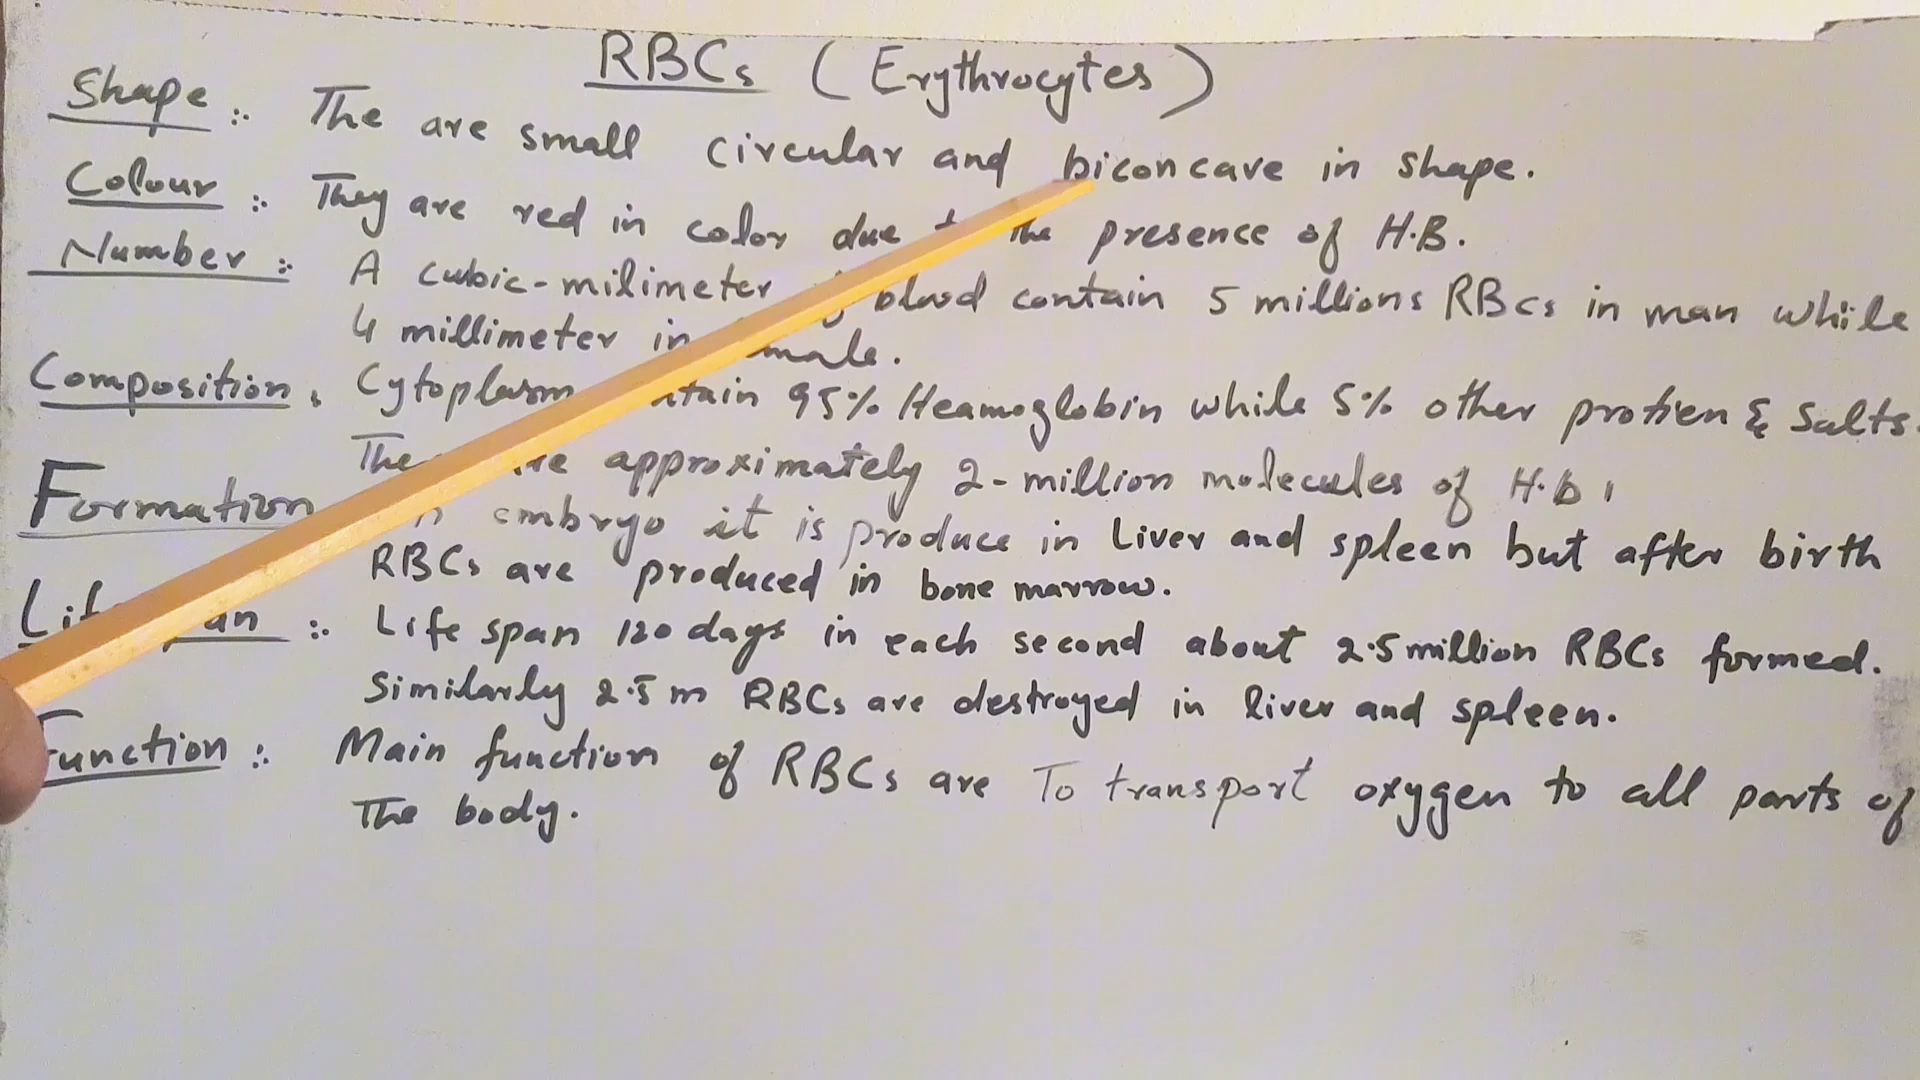 RBCs (Erythrocytes)
Shape :. The are small circular and biconcave in shape.
Colour :. They are red in color due the presence of H.B.
Number :. A cubic-milimeter blood contain 5 millions RBCs in man while
4 millimeter in
Composition, Cytoplasm 95% Heamoglobin while 5% other protien & Salts.
approximately 2-million molecules of H.b,
Formation embryo it is produce in Liver and spleen but after birth
RBCs are produced in bone marrow.
:. Life span 120 days in each second about 2.5 million RBCs formed.
Similarly 2.5 m RBCs are destroyed in liver and spleen.
Function :. Main function of RBCs are To transport oxygen to all parts of
The body.